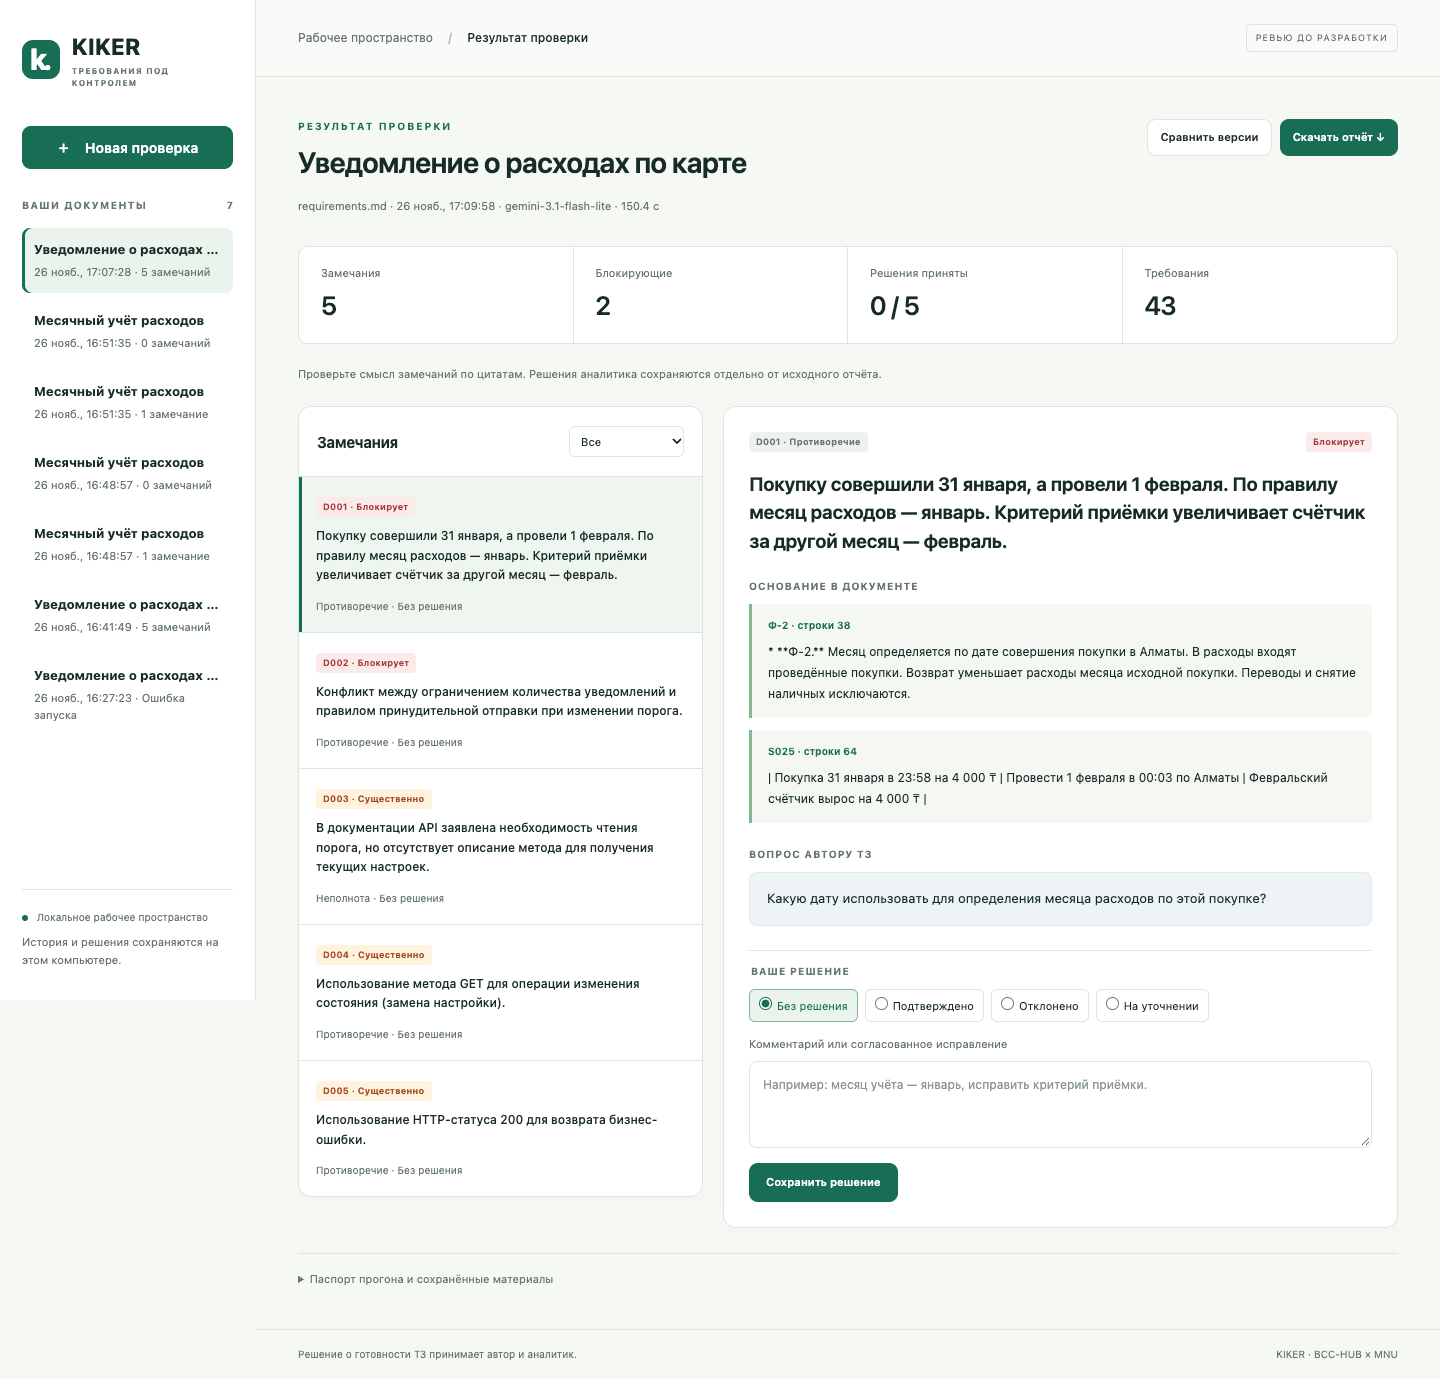 KIKER
ТРЕБОВАНИЯ ПОД
КОНТРОЛЕМ
+ Новая проверка
ВАШИ ДОКУМЕНТЫ 7
Уведомление о расходах ...
26 нояб., 17:07:28 · 5 замечаний
Месячный учёт расходов
26 нояб., 16:51:35 · 0 замечаний
Месячный учёт расходов
26 нояб., 16:51:35 · 1 замечание
Месячный учёт расходов
26 нояб., 16:48:57 · 0 замечаний
Месячный учёт расходов
26 нояб., 16:48:57 · 1 замечание
Уведомление о расходах ...
26 нояб., 16:41:49 · 5 замечаний
Уведомление о расходах ...
26 нояб., 16:27:23 · Ошибка
запуска
Локальное рабочее пространство
История и решения сохраняются на
этом компьютере.
Рабочее пространство / Результат проверки
РЕВЬЮ ДО РАЗРАБОТКИ
РЕЗУЛЬТАТ ПРОВЕРКИ
Уведомление о расходах по карте
requirements.md · 26 нояб., 17:09:58 · gemini-3.1-flash-lite · 150.4 с
Сравнить версии
Скачать отчёт ↓
Замечания
5
Блокирующие
2
Решения приняты
0 / 5
Требования
43
Проверьте смысл замечаний по цитатам. Решения аналитика сохраняются отдельно от исходного отчёта.
Замечания
Все
D001 · Блокирует
Покупку совершили 31 января, а провели 1 февраля. По
правилу месяц расходов — январь. Критерий приёмки
увеличивает счётчик за другой месяц — февраль.
Противоречие · Без решения
D002 · Блокирует
Конфликт между ограничением количества уведомлений и
правилом принудительной отправки при изменении порога.
Противоречие · Без решения
D003 · Существенно
В документации API заявлена необходимость чтения
порога, но отсутствует описание метода для получения
текущих настроек.
Неполнота · Без решения
D004 · Существенно
Использование метода GET для операции изменения
состояния (замена настройки).
Противоречие · Без решения
D005 · Существенно
Использование HTTP-статуса 200 для возврата бизнес-
ошибки.
Противоречие · Без решения
D001 · Противоречие
Блокирует
Покупку совершили 31 января, а провели 1 февраля. По правилу
месяц расходов — январь. Критерий приёмки увеличивает счётчик
за другой месяц — февраль.
ОСНОВАНИЕ В ДОКУМЕНТЕ
Ф-2 · строки 38
* **Ф-2.** Месяц определяется по дате совершения покупки в Алматы. В расходы входят
проведённые покупки. Возврат уменьшает расходы месяца исходной покупки. Переводы и снятие
наличных исключаются.
S025 · строки 64
| Покупка 31 января в 23:58 на 4 000 ₸ | Провести 1 февраля в 00:03 по Алматы | Февральский
счётчик вырос на 4 000 ₸ |
ВОПРОС АВТОРУ ТЗ
Какую дату использовать для определения месяца расходов по этой покупке?
ВАШЕ РЕШЕНИЕ
Без решения
Подтверждено
Отклонено
На уточнении
Комментарий или согласованное исправление
Например: месяц учёта — январь, исправить критерий приёмки.
Сохранить решение
Паспорт прогона и сохранённые материалы
Решение о готовности ТЗ принимает автор и аналитик.
KIKER · BCC-HUB × MNU